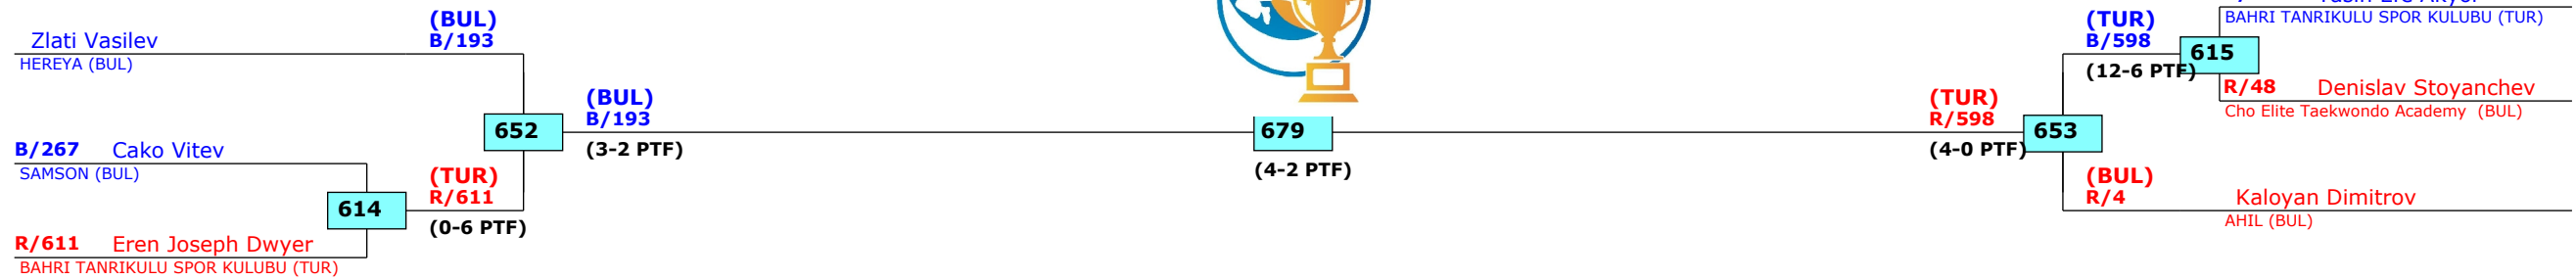 (BUL)
B/193
Zlati Vasilev
HEREYA (BUL)
(BUL)
B/193
652
(3-2 PTF)
B/267 Cako Vitev
SAMSON (BUL)
(TUR)
R/611
614
(0-6 PTF)
R/611 Eren Joseph Dwyer
BAHRI TANRIKULU SPOR KULUBU (TUR)
679
(4-2 PTF)
(TUR)
R/598
653
(4-0 PTF)
(TUR)
B/598
615
(12-6 PTF)
BAHRI TANRIKULU SPOR KULUBU (TUR)
R/48 Denislav Stoyanchev
Cho Elite Taekwondo Academy (BUL)
(BUL)
R/4
Kaloyan Dimitrov
AHIL (BUL)